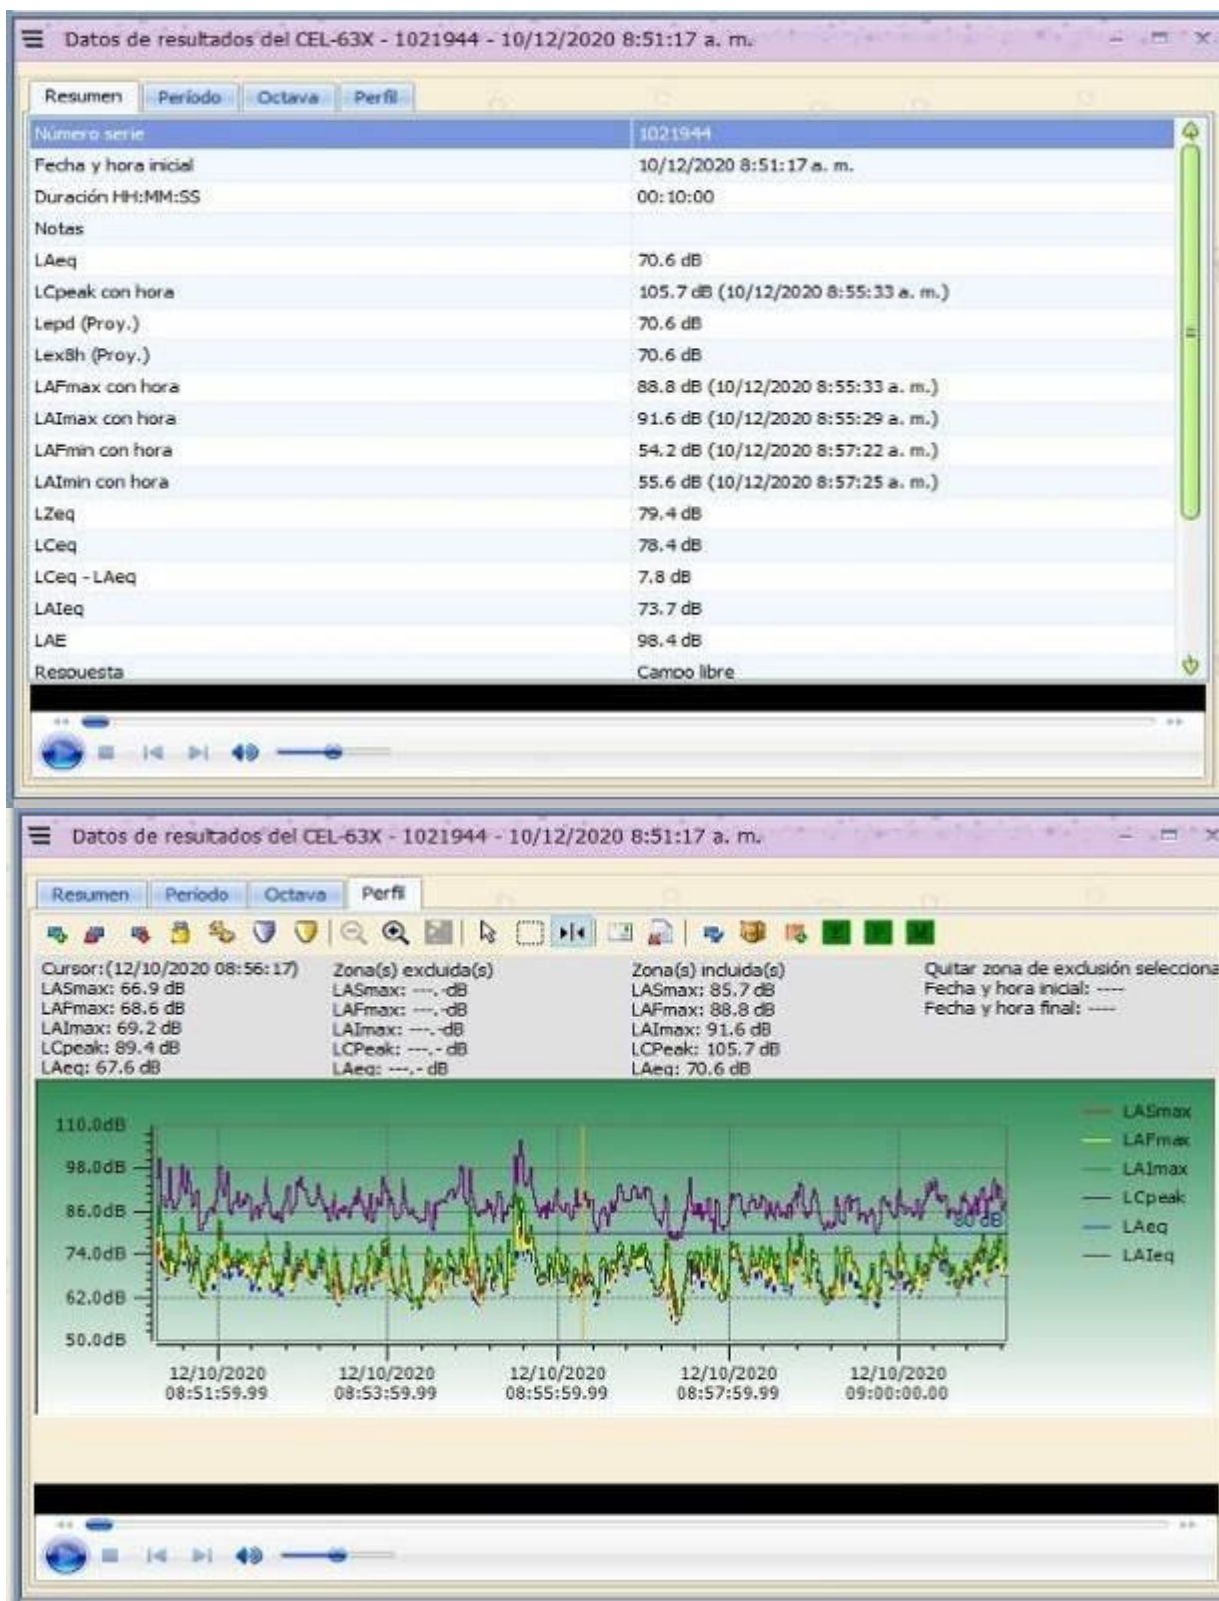 Datos de resultados del CEL-63X - 1021944 - 10/12/2020 8:51:17 a. m.
Resumen Período Octava Perfil
Número serie 1021944
Fecha y hora inicial 10/12/2020 8:51:17 a. m.
Duración HH:MM:SS 00:10:00
Notas
LAeq 70.6 dB
LCpeak con hora 105.7 dB (10/12/2020 8:55:33 a. m.)
Lepd (Proy.) 70.6 dB
Lex8h (Proy.) 70.6 dB
LAFmax con hora 88.8 dB (10/12/2020 8:55:33 a. m.)
LAImax con hora 91.6 dB (10/12/2020 8:55:29 a. m.)
LAFmin con hora 54.2 dB (10/12/2020 8:57:22 a. m.)
LAImin con hora 55.6 dB (10/12/2020 8:57:25 a. m.)
LZeq 79.4 dB
LCeq 78.4 dB
LCeq - LAeq 7.8 dB
LAIeq 73.7 dB
LAE 98.4 dB
Respuesta Campo libre
Datos de resultados del CEL-63X - 1021944 - 10/12/2020 8:51:17 a. m.
Resumen Período Octava Perfil
Cursor:(12/10/2020 08:56:17) Zona(s) excluida(s) Zona(s) incluida(s) Quitar zona de exclusión selecciona
LASmax: 66.9 dB LASmax: ---.-dB LASmax: 85.7 dB Fecha y hora inicial: ----
LAFmax: 68.6 dB LAFmax: ---.-dB LAFmax: 88.8 dB Fecha y hora final: ----
LAImax: 69.2 dB LAImax: ---.-dB LAImax: 91.6 dB
LCpeak: 89.4 dB LCPeak: ---.- dB LCPeak: 105.7 dB
LAeq: 67.6 dB LAeq: ---.- dB LAeq: 70.6 dB
110.0dB
98.0dB
86.0dB
74.0dB
62.0dB
50.0dB
80 dB
LASmax
LAFmax
LAImax
LCpeak
LAeq
LAIeq
12/10/2020 12/10/2020 12/10/2020 12/10/2020 12/10/2020
08:51:59.99 08:53:59.99 08:55:59.99 08:57:59.99 09:00:00.00